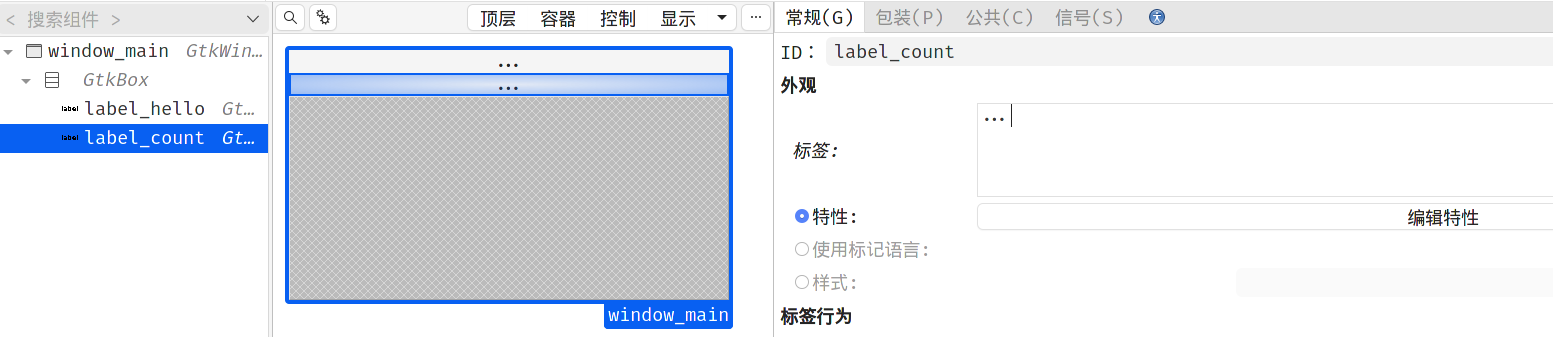 < 搜索组件 >
window_main GtkWin…
GtkBox
label_hello Gt…
label_count Gt…
顶层 容器 控制 显示 …
…
…
window_main
常规(G) 包装(P) 公共(C) 信号(S)
ID: label_count
外观
标签:
…
特性:
编辑特性
使用标记语言:
样式:
标签行为